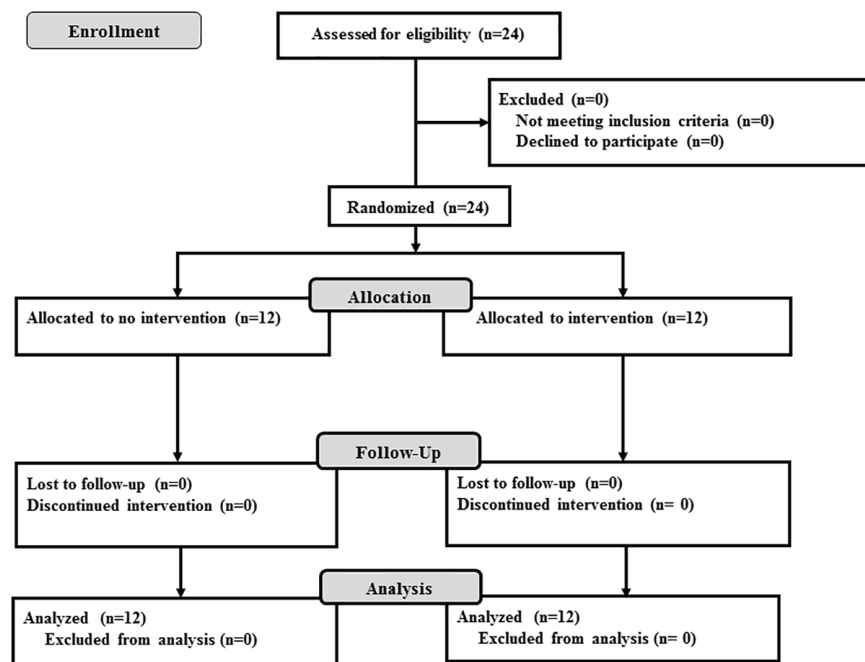 Enrollment
Assessed for eligibility (n=24)
Excluded (n=0)
Not meeting inclusion criteria (n=0)
Declined to participate (n=0)
Randomized (n=24)
Allocation
Allocated to no intervention (n=12)
Allocated to intervention (n=12)
Follow-Up
Lost to follow-up (n=0)
Discontinued intervention (n=0)
Lost to follow-up (n=0)
Discontinued intervention (n= 0)
Analysis
Analyzed (n=12)
Excluded from analysis (n=0)
Analyzed (n=12)
Excluded from analysis (n= 0)